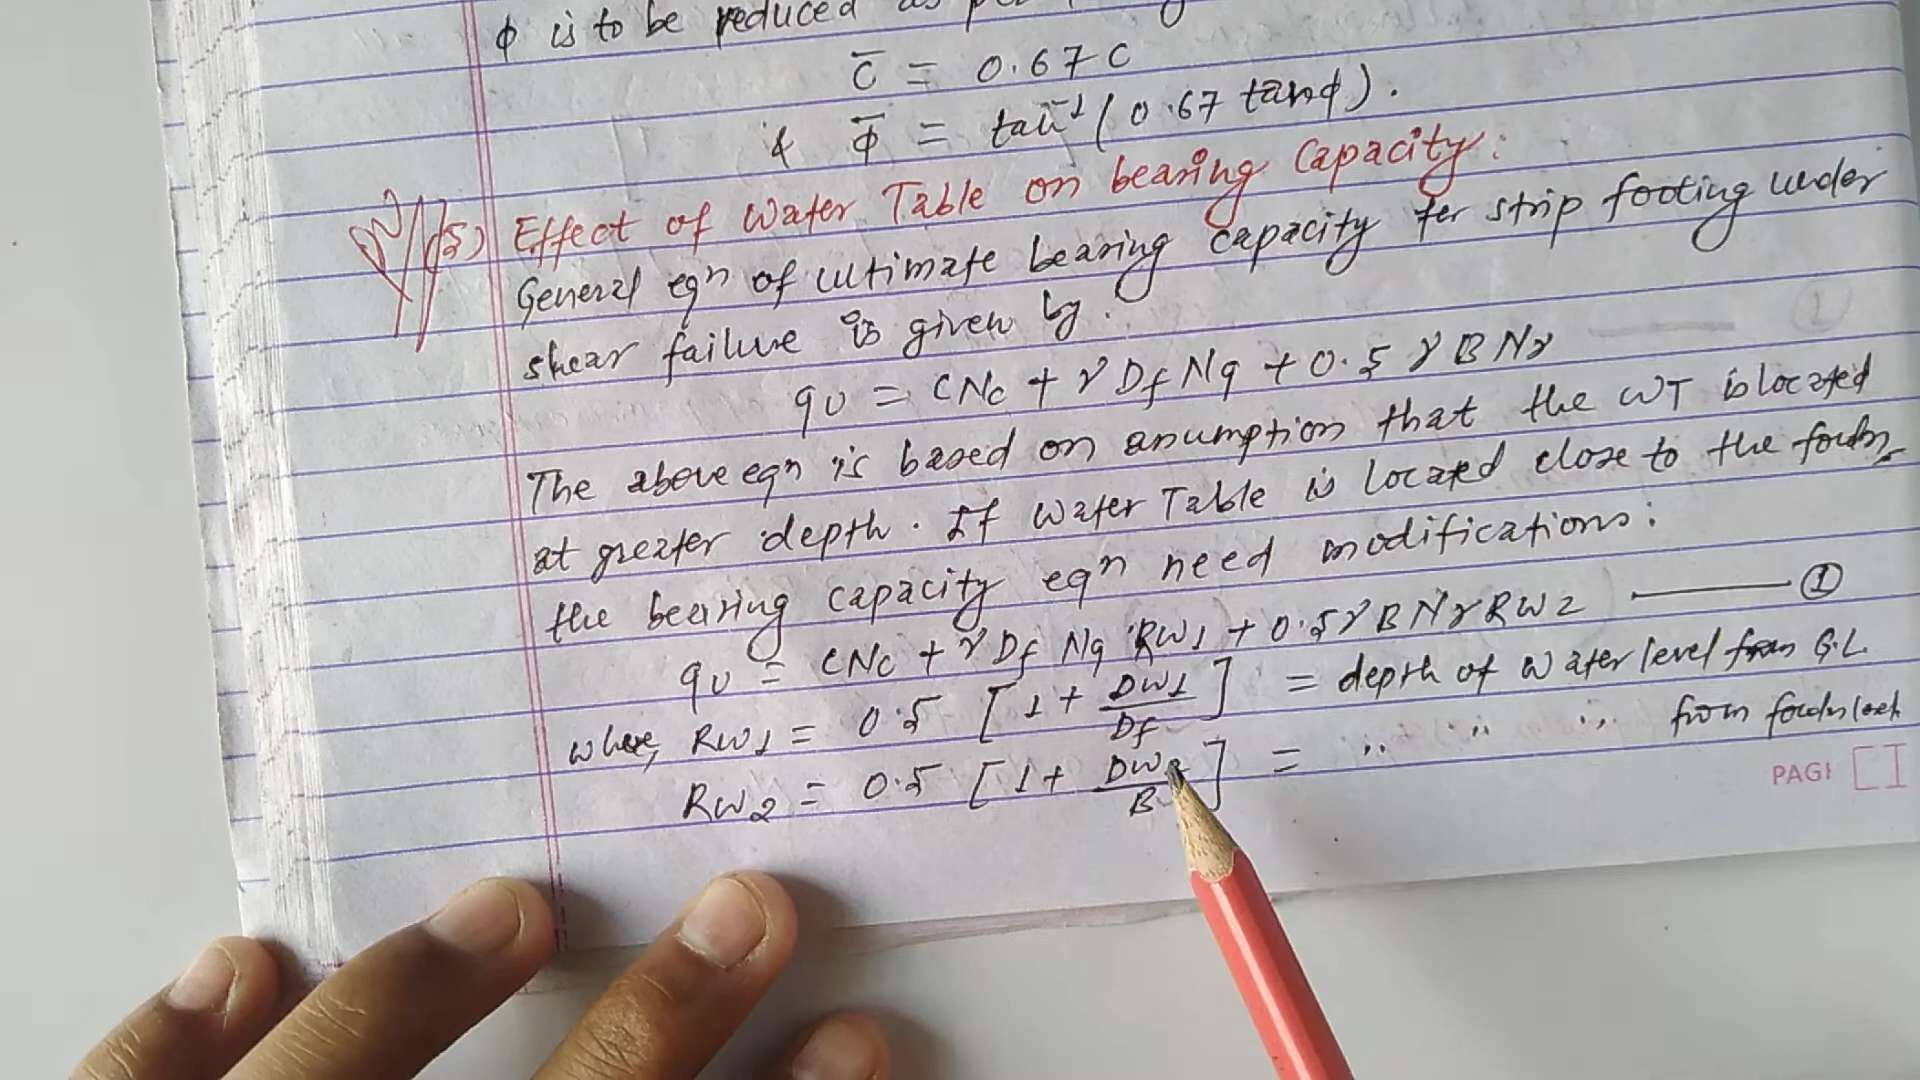 φ is to be reduced as per
c̄ = 0.67 C
& φ̄ = tan⁻¹ (0.67 tanφ).
(5) Effect of Water Table on bearing Capacity:
General eqⁿ of ultimate bearing capacity for strip footing under
shear failure is given by.
qu = CNc + γ Df Nq + 0.5 γ B Nγ
The above eqⁿ is based on assumption that the WT is located
at greater depth. If Water Table is located close to the foudn,
the bearing capacity eqⁿ need modifications:
qu = CNc + γ Df Nq RW1 + 0.5 γ B Nγ RW2 ——— ①
where, RW1 = 0.5 [1 + DW1/Df] = depth of water level from G.L.
RW2 = 0.5 [1 + DW2/B] = ,, ,, ,, from foudn
PAGE